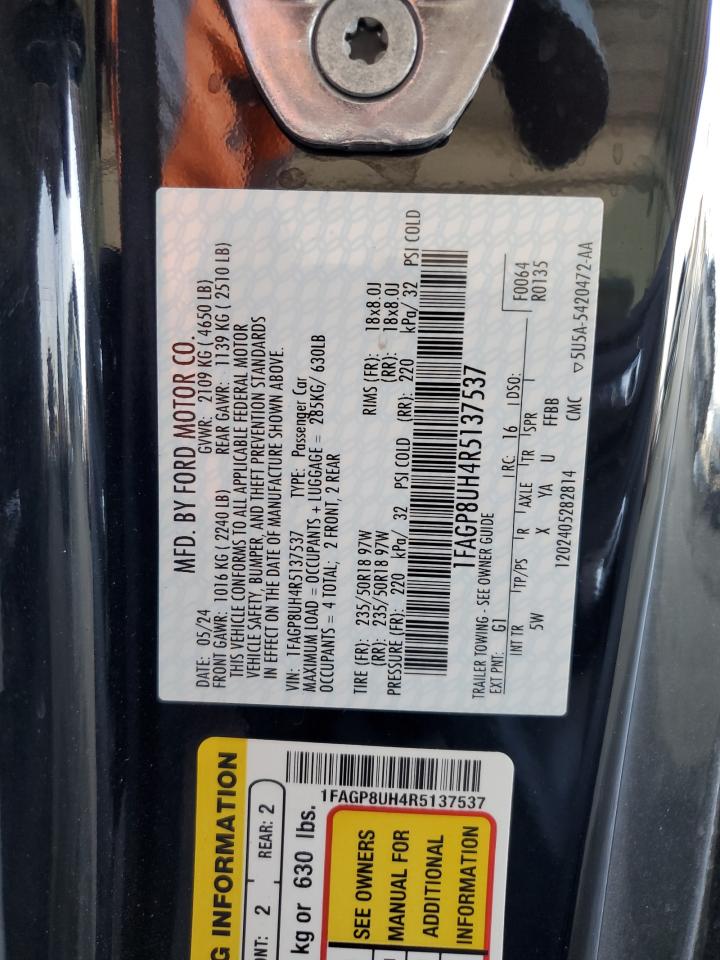 MFD. BY FORD MOTOR CO.
DATE: 05/24 GVWR: 2109 KG ( 4650 LB)
FRONT GAWR: 1016 KG ( 2240 LB) REAR GAWR: 1139 KG ( 2510 LB)
THIS VEHICLE CONFORMS TO ALL APPLICABLE FEDERAL MOTOR
VEHICLE SAFETY, BUMPER, AND THEFT PREVENTION STANDARDS
IN EFFECT ON THE DATE OF MANUFACTURE SHOWN ABOVE.
VIN: 1FAGP8UH4R5137537 TYPE: Passenger Car
MAXIMUM LOAD = OCCUPANTS + LUGGAGE = 285KG/ 630LB
OCCUPANTS = 4 TOTAL; 2 FRONT, 2 REAR
TIRE (FR): 235/50R18 97W RIMS (FR): 18x8.0J
(RR): 235/50R18 97W (RR): 18x8.0J
PRESSURE (FR): 220 kPa/ 32 PSI COLD (RR): 220 kPa/ 32 PSI COLD
1FAGP8UH4R5137537
TRAILER TOWING - SEE OWNER GUIDE
EXT PNT: G1 RC: 16 DSO: F0064
R0135
INT TR TP/PS R AXLE TR SPR
5W X YA U FFBB
1202405282814 CMC ▽5U5A-5420472-AA
G INFORMATION
ONT: 2 REAR: 2
kg or 630 lbs.
1FAGP8UH4R5137537
SEE OWNERS
MANUAL FOR
ADDITIONAL
INFORMATION